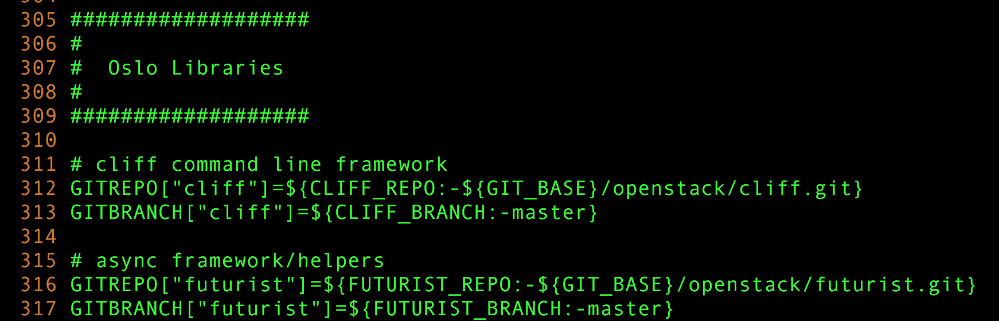 305 ###################
306 #
307 #  Oslo Libraries
308 #
309 ###################
310
311 # cliff command line framework
312 GITREPO["cliff"]=${CLIFF_REPO:-${GIT_BASE}/openstack/cliff.git}
313 GITBRANCH["cliff"]=${CLIFF_BRANCH:-master}
314
315 # async framework/helpers
316 GITREPO["futurist"]=${FUTURIST_REPO:-${GIT_BASE}/openstack/futurist.git}
317 GITBRANCH["futurist"]=${FUTURIST_BRANCH:-master}